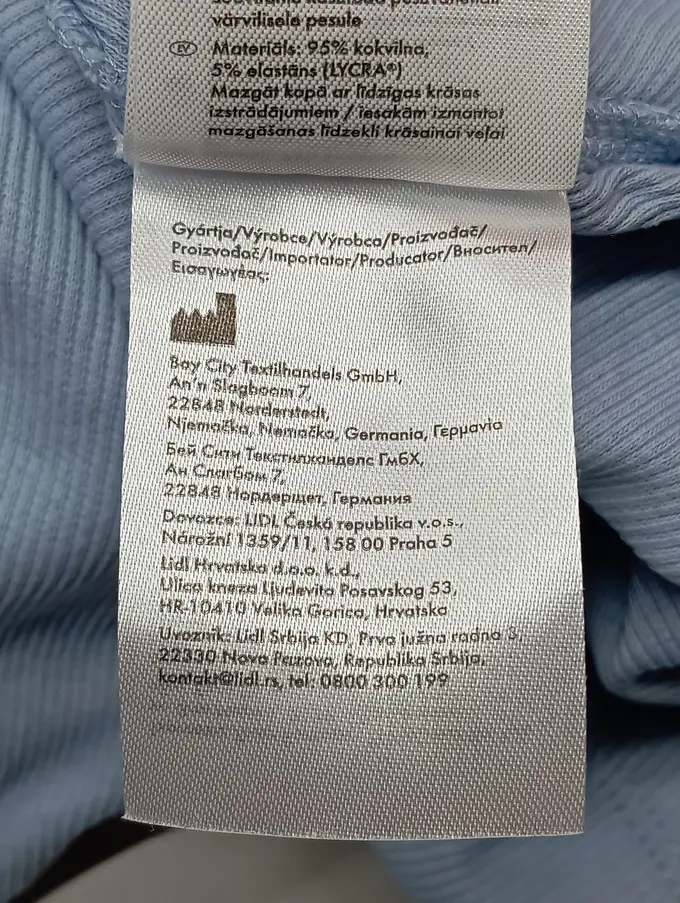 värvilisele pesule
LV Materiāls: 95% kokvilna,
5% elastāns (LYCRA®)
Mazgāt kopā ar līdzīgas krāsas
izstrādājumiem / iesakām izmantot
mazgāšanas līdzekli krāsainai veļai
Gyártja/Výrobce/Výrobca/Proizvođač/
Proizvođač/Importator/Producator/Вносител/
Εισαγωγέας:
Bay City Textilhandels GmbH,
An'n Slagboom 7,
22848 Norderstedt,
Njemačka, Nemačka, Germania, Γερμανία
Бей Сити Текстилханделс ГмбХ,
Ан Слагбом 7,
22848 Нордерщет, Германия
Dovozce: LIDL Česká republika v.o.s.,
Nárožní 1359/11, 158 00 Praha 5
Lidl Hrvatska d.o.o. k.d.,
Ulica kneza Ljudevita Posavskog 53,
HR-10410 Velika Gorica, Hrvatska
Uvoznik: Lidl Srbija KD, Prva južna radna 3,
22330 Nova Pazova, Republika Srbija,
kontakt@lidl.rs, tel: 0800 300 199